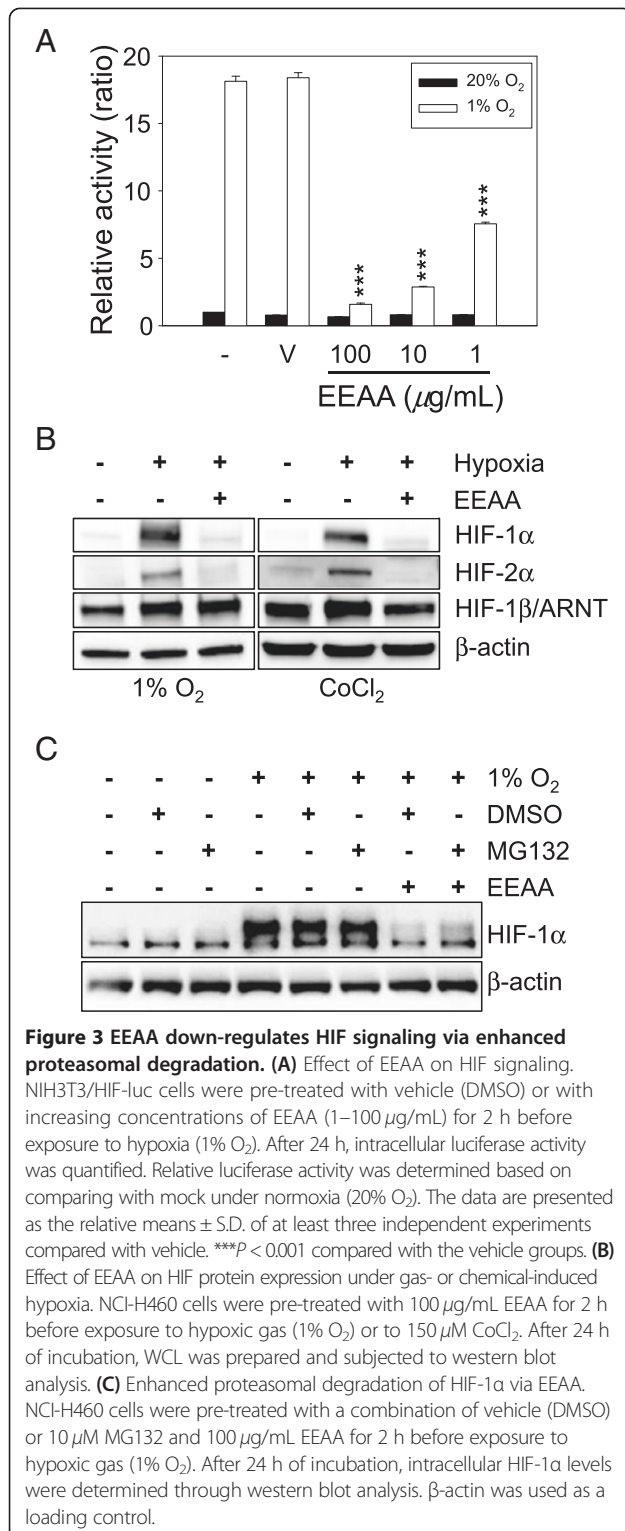 A
20
15
10
5
0
Relative activity (ratio)
20% O₂
1% O₂
*** *** ***
- V 100 10 1
EEAA (μg/mL)
B
- + + - + + Hypoxia
- - + - - + EEAA
HIF-1α
HIF-2α
HIF-1β/ARNT
β-actin
1% O₂ CoCl₂
C
- - - + + + + + 1% O₂
- + - - + - + - DMSO
- - + - - + - + MG132
- - - - - - + + EEAA
HIF-1α
β-actin
Figure 3 EEAA down-regulates HIF signaling via enhanced
proteasomal degradation. (A) Effect of EEAA on HIF signaling.
NIH3T3/HIF-luc cells were pre-treated with vehicle (DMSO) or with
increasing concentrations of EEAA (1–100 μg/mL) for 2 h before
exposure to hypoxia (1% O₂). After 24 h, intracellular luciferase activity
was quantified. Relative luciferase activity was determined based on
comparing with mock under normoxia (20% O₂). The data are presented
as the relative means ± S.D. of at least three independent experiments
compared with vehicle. ***P < 0.001 compared with the vehicle groups. (B)
Effect of EEAA on HIF protein expression under gas- or chemical-induced
hypoxia. NCI-H460 cells were pre-treated with 100 μg/mL EEAA for 2 h
before exposure to hypoxic gas (1% O₂) or to 150 μM CoCl₂. After 24 h
of incubation, WCL was prepared and subjected to western blot
analysis. (C) Enhanced proteasomal degradation of HIF-1α via EEAA.
NCI-H460 cells were pre-treated with a combination of vehicle (DMSO)
or 10 μM MG132 and 100 μg/mL EEAA for 2 h before exposure to
hypoxic gas (1% O₂). After 24 h of incubation, intracellular HIF-1α levels
were determined through western blot analysis. β-actin was used as a
loading control.